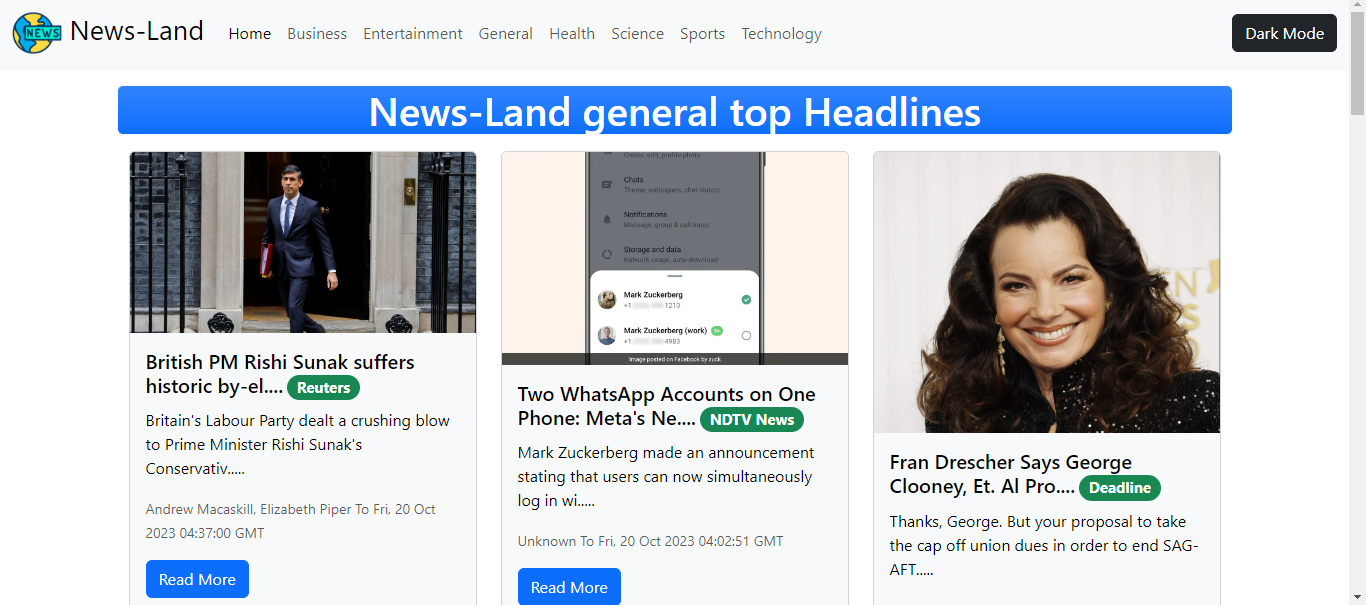 NEWS
News-Land
Home Business Entertainment General Health Science Sports Technology
Dark Mode
News-Land general top Headlines
British PM Rishi Sunak suffers
historic by-el.... Reuters
Britain's Labour Party dealt a crushing blow
to Prime Minister Rishi Sunak's
Conservativ.....
Andrew Macaskill, Elizabeth Piper To Fri, 20 Oct
2023 04:37:00 GMT
Read More
Create, edit, profile photo
Chats
Theme, wallpapers, chat history
Notifications
Message, group & call tones
Storage and data
Network usage, auto-download
Mark Zuckerberg
+1 1210
Mark Zuckerberg (work) 9+
+1 4983
Image posted on Facebook by zuck
Two WhatsApp Accounts on One
Phone: Meta's Ne.... NDTV News
Mark Zuckerberg made an announcement
stating that users can now simultaneously
log in wi.....
Unknown To Fri, 20 Oct 2023 04:02:51 GMT
Read More
Fran Drescher Says George
Clooney, Et. Al Pro.... Deadline
Thanks, George. But your proposal to take
the cap off union dues in order to end SAG-
AFT.....